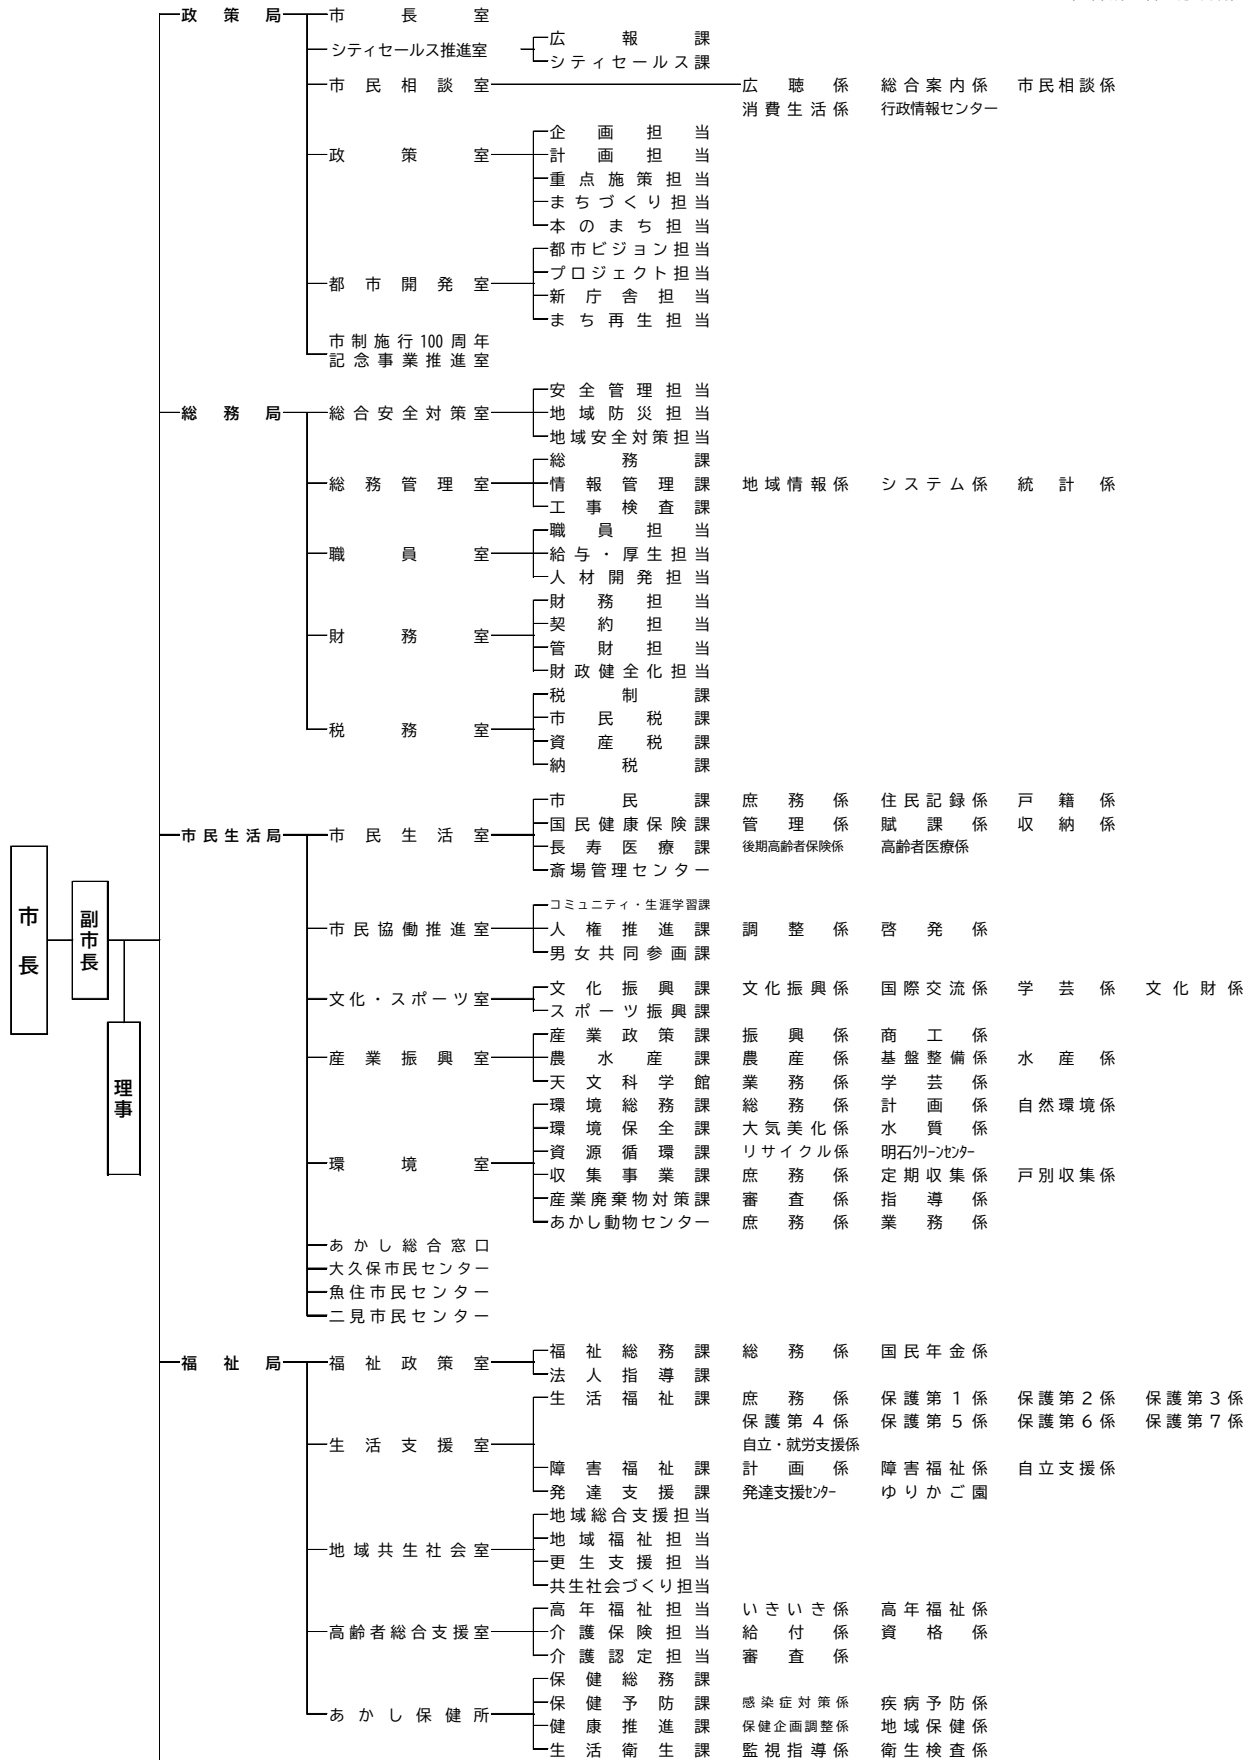 政策局 市長室
シティセールス推進室 広報課
シティセールス課
市民相談室 広聴係 総合案内係 市民相談係
消費生活係 行政情報センター
企画担当
政策室 計画担当
重点施策担当
まちづくり担当
本のまち担当
都市ビジョン担当
プロジェクト担当
都市開発室 新庁舎担当
まち再生担当
市制施行100周年
記念事業推進室
安全管理担当
総務局 総合安全対策室 地域防災担当
地域安全対策担当
総務課
総務管理室 情報管理課 地域情報係 システム係 統計係
工事検査課
職員担当
職員室 給与・厚生担当
人材開発担当
財務担当
契約担当
財務室 管財担当
財政健全化担当
税制課
市民税課
税務室 資産税課
納税課
市民課 庶務係 住民記録係 戸籍係
国民健康保険課 管理係 賦課係 収納係
市民生活局 市民生活室 長寿医療課 後期高齢者保険係 高齢者医療係
斎場管理センター
コミュニティ・生涯学習課
市民協働推進室 人権推進課 調整係 啓発係
男女共同参画課
市長
副市長
理事
文化振興課 文化振興係 国際交流係 学芸係 文化財係
文化・スポーツ室 スポーツ振興課
産業政策課 振興係 商工係
産業振興室 農水産課 農産係 基盤整備係 水産係
天文科学館 業務係 学芸係
環境総務課 総務係 計画係 自然環境係
環境保全課 大気美化係 水質係
資源循環課 リサイクル係 明石クリーンセンター
環境室 収集事業課 庶務係 定期収集係 戸別収集係
産業廃棄物対策課 審査係 指導係
あかし動物センター 庶務係 業務係
あかし総合窓口
大久保市民センター
魚住市民センター
二見市民センター
福祉局 福祉政策室 福祉総務課 総務係 国民年金係
法人指導課
生活福祉課 庶務係 保護第1係 保護第2係 保護第3係
保護第4係 保護第5係 保護第6係 保護第7係
生活支援室 自立・就労支援係
障害福祉課 計画係 障害福祉係 自立支援係
発達支援課 発達支援センター ゆりかご園
地域総合支援担当
地域福祉担当
地域共生社会室 更生支援担当
共生社会づくり担当
高年福祉担当 いきいき係 高年福祉係
高齢者総合支援室 介護保険担当 給付係 資格係
介護認定担当 審査係
保健総務課
保健予防課 感染症対策係 疾病予防係
あかし保健所 健康推進課 保健企画調整係 地域保健係
生活衛生課 監視指導係 衛生検査係